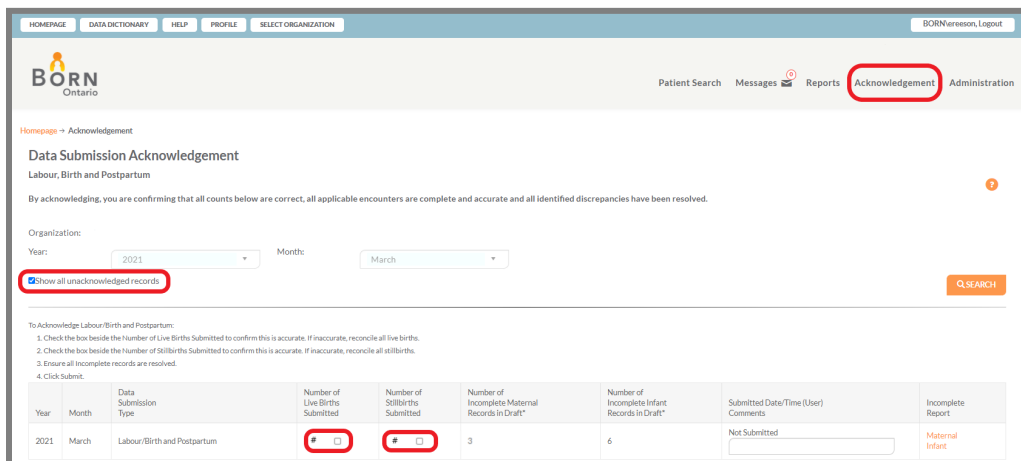 HOMEPAGE DATA DICTIONARY HELP PROFILE SELECT ORGANIZATION BORN\ereeson, Logout
BORN
Ontario
Patient Search Messages 0 Reports Acknowledgement Administration
Homepage → Acknowledgement
Data Submission Acknowledgement
Labour, Birth and Postpartum
?
By acknowledging, you are confirming that all counts below are correct, all applicable encounters are complete and accurate and all identified discrepancies have been resolved.
Organization:
Year: 2021 Month: March
Show all unacknowledged records
SEARCH
To Acknowledge Labour/Birth and Postpartum:
1. Check the box beside the Number of Live Births Submitted to confirm this is accurate. If inaccurate, reconcile all live births.
2. Check the box beside the Number of Stillbirths Submitted to confirm this is accurate. If inaccurate, reconcile all stillbirths.
3. Ensure all Incomplete records are resolved.
4. Click Submit.
Year Month Data Submission Type Number of Live Births Submitted Number of Stillbirths Submitted Number of Incomplete Maternal Records in Draft* Number of Incomplete Infant Records in Draft* Submitted Date/Time (User) Comments Incomplete Report
2021 March Labour/Birth and Postpartum # # 3 6 Not Submitted Maternal
Infant